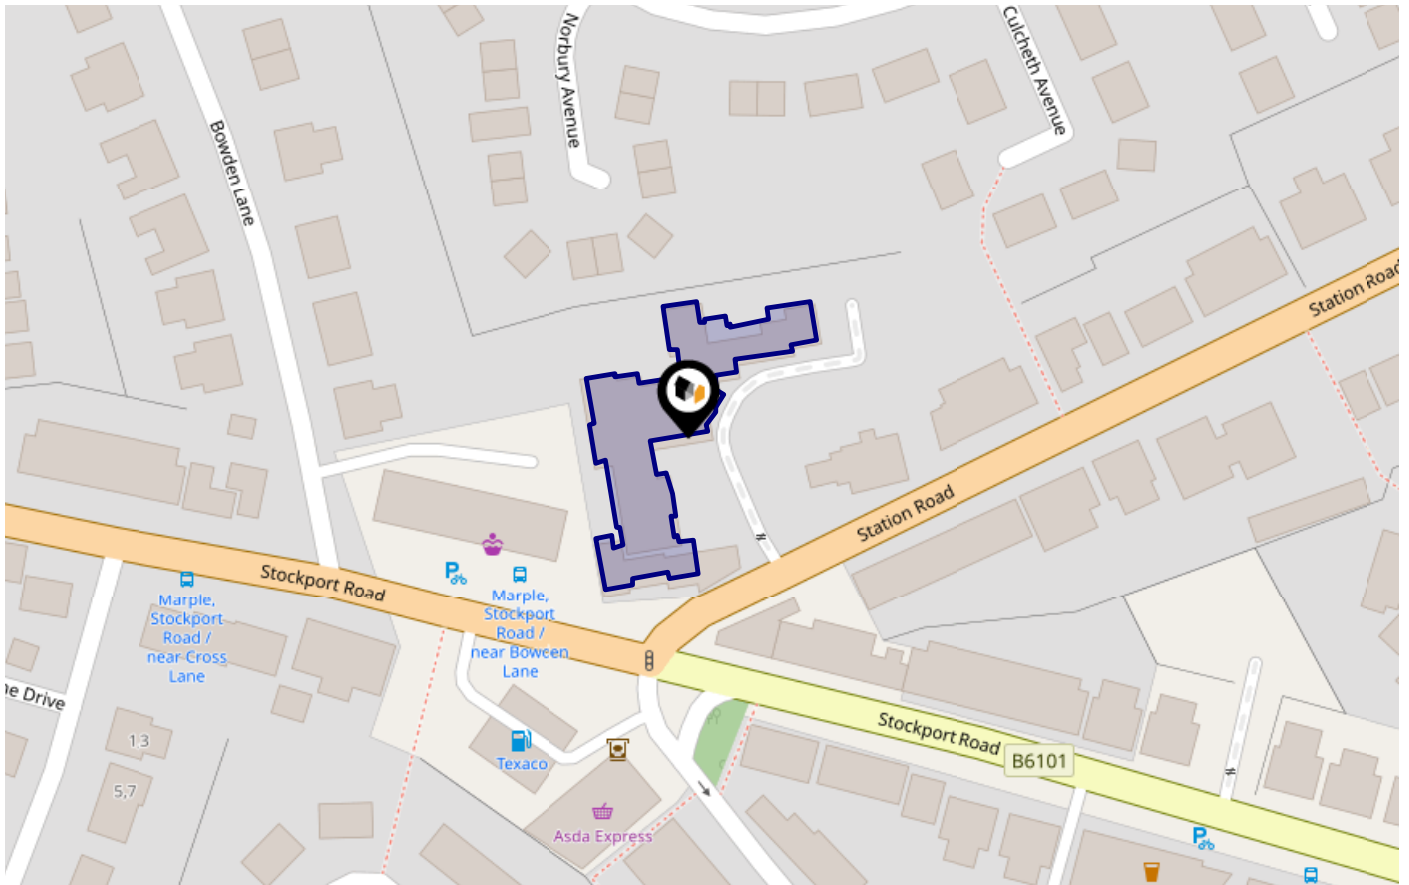 Norbury Avenue
Culcheth Avenue
Bowden Lane
Station Road
Station Road
Stockport Road
Marple,
Stockport
Road /
near Cross
Lane
Marple,
Stockport
Road /
near Bowden
Lane
ne Drive
13
5,7
Texaco
Asda Express
Stockport Road
B6101